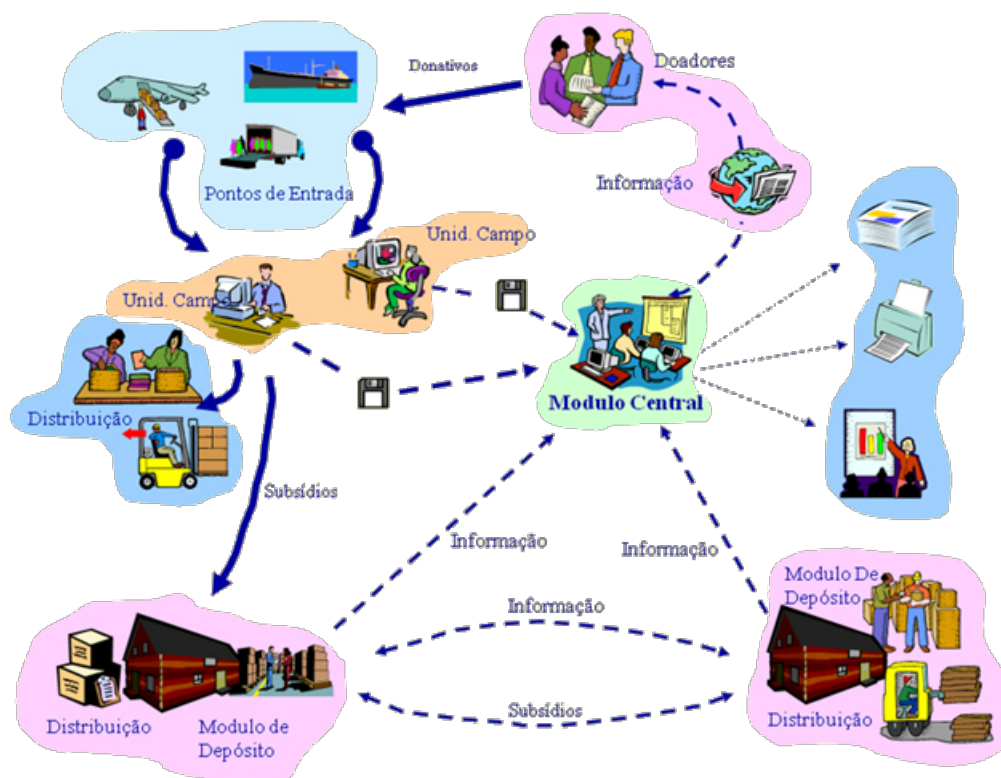 Donativos
Doadores
Pontos de Entrada
Informação
Unid. Campo
Unid. Campo
Modulo Central
Distribuição
Subsídios
Informação
Informação
Informação
Modulo De
Depósito
Distribuição
Modulo de
Depósito
Subsídios
Distribuição